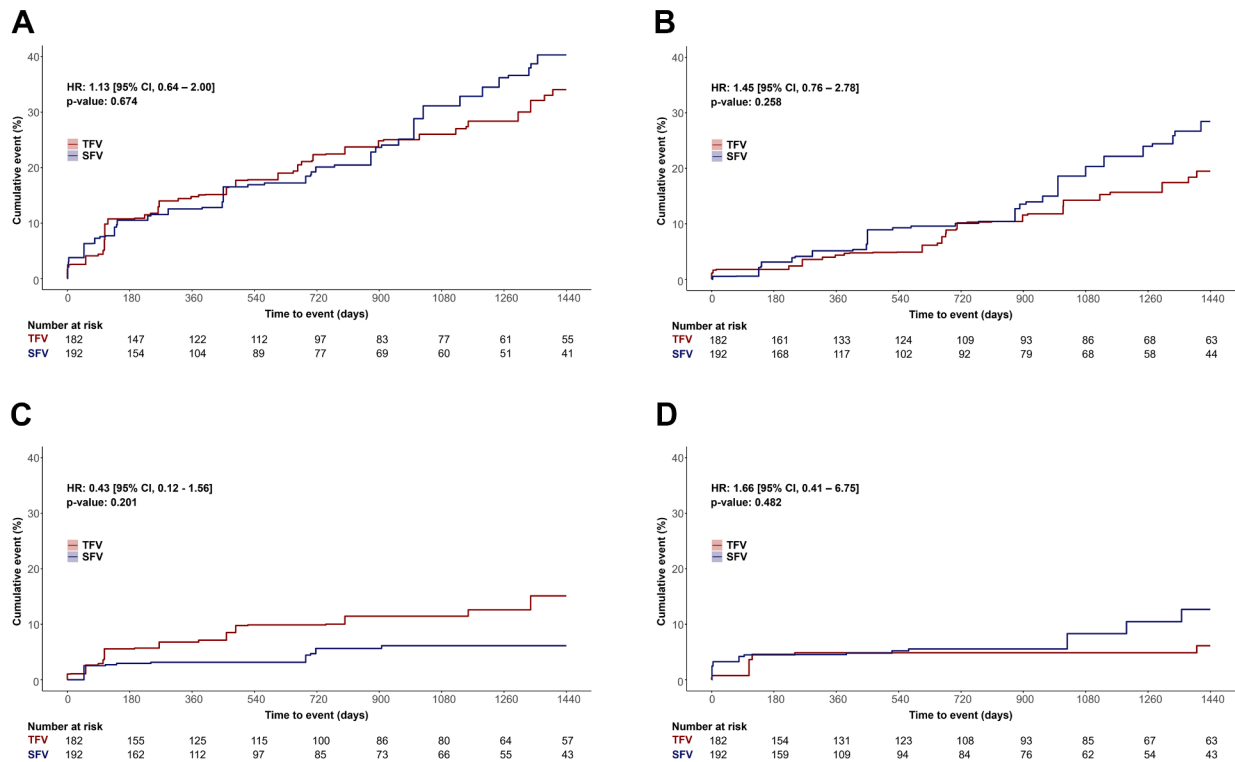 A
Cumulative event (%)
40
30
20
10
0
HR: 1.13 [95% CI, 0.64 – 2.00]
p-value: 0.674
TFV
SFV
0 180 360 540 720 900 1080 1260 1440
Time to event (days)
Number at risk
TFV 182 147 122 112 97 83 77 61 55
SFV 192 154 104 89 77 69 60 51 41
B
Cumulative event (%)
40
30
20
10
0
HR: 1.45 [95% CI, 0.76 – 2.78]
p-value: 0.258
TFV
SFV
0 180 360 540 720 900 1080 1260 1440
Time to event (days)
Number at risk
TFV 182 161 133 124 109 93 86 68 63
SFV 192 168 117 102 92 79 68 58 44
C
Cumulative event (%)
40
30
20
10
0
HR: 0.43 [95% CI, 0.12 - 1.56]
p-value: 0.201
TFV
SFV
0 180 360 540 720 900 1080 1260 1440
Time to event (days)
Number at risk
TFV 182 155 125 115 100 86 80 64 57
SFV 192 162 112 97 85 73 66 55 43
D
Cumulative event (%)
40
30
20
10
0
HR: 1.66 [95% CI, 0.41 – 6.75]
p-value: 0.482
TFV
SFV
0 180 360 540 720 900 1080 1260 1440
Time to event (days)
Number at risk
TFV 182 154 131 123 108 93 85 67 63
SFV 192 159 109 94 84 76 62 54 43